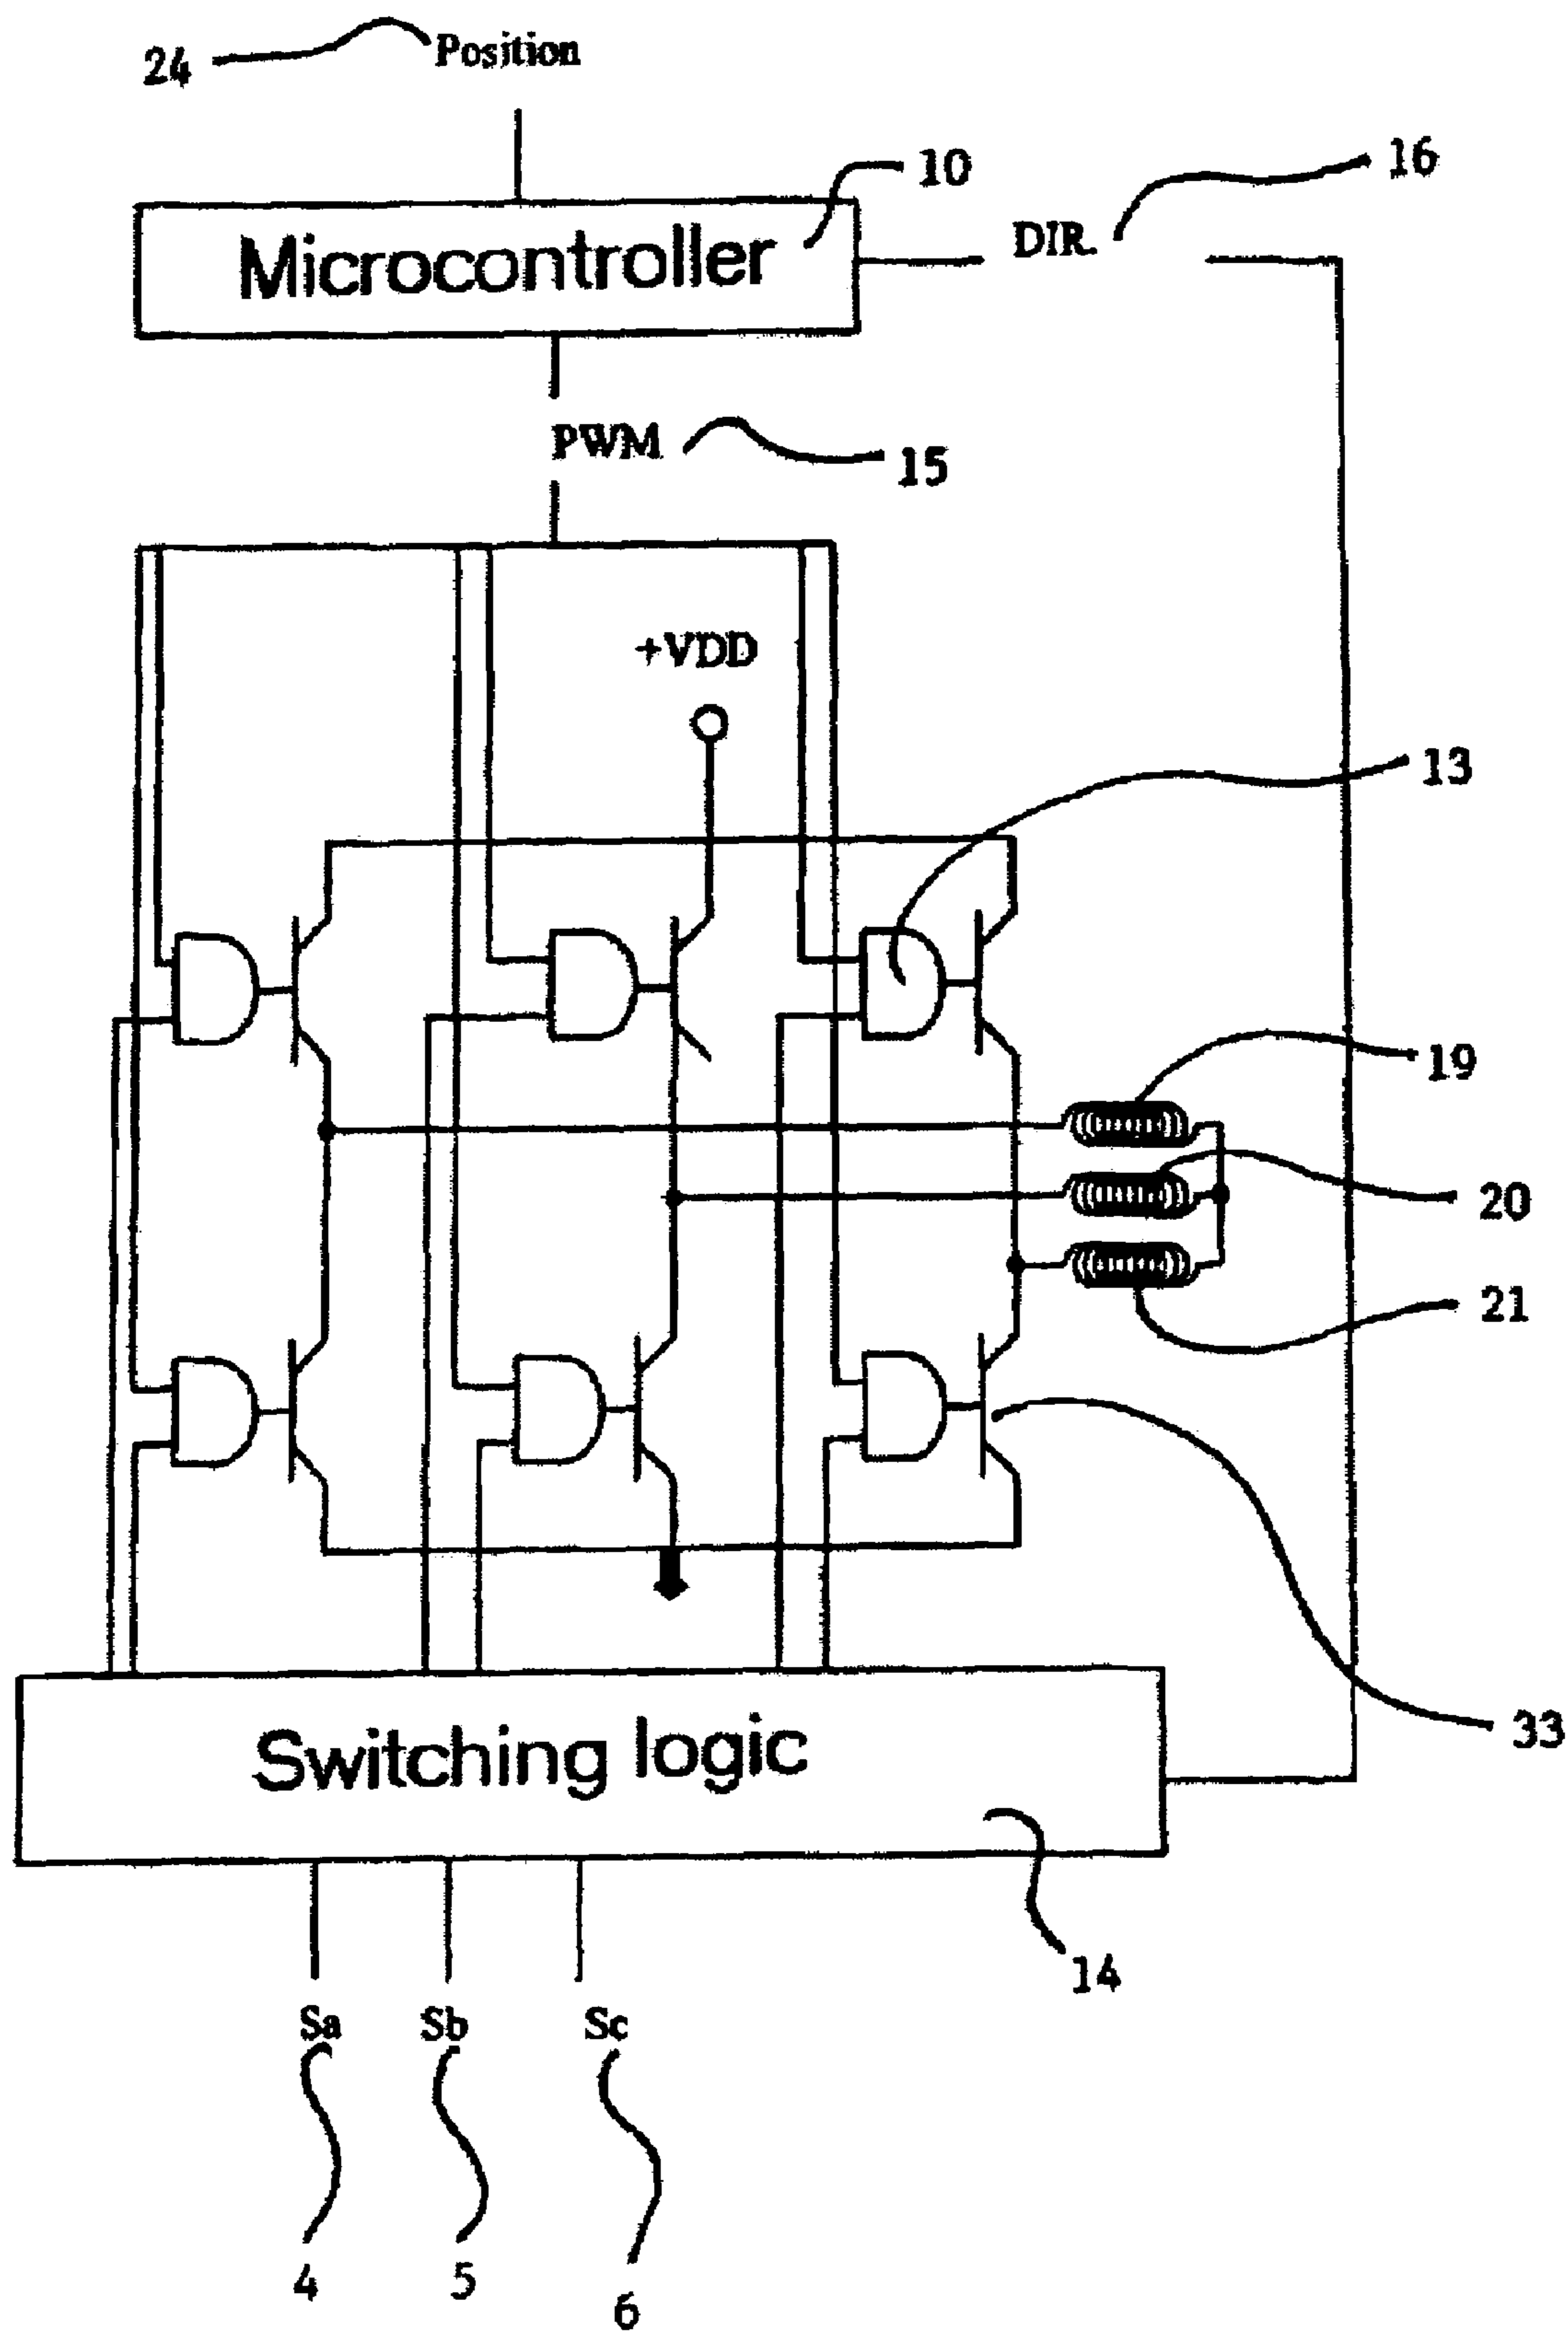 24 Position
10
16
Microcontroller
DIR.
PWM
15
+VDD
13
19
20
21
33
Switching logic
14
Sa Sb Sc
4 5 6